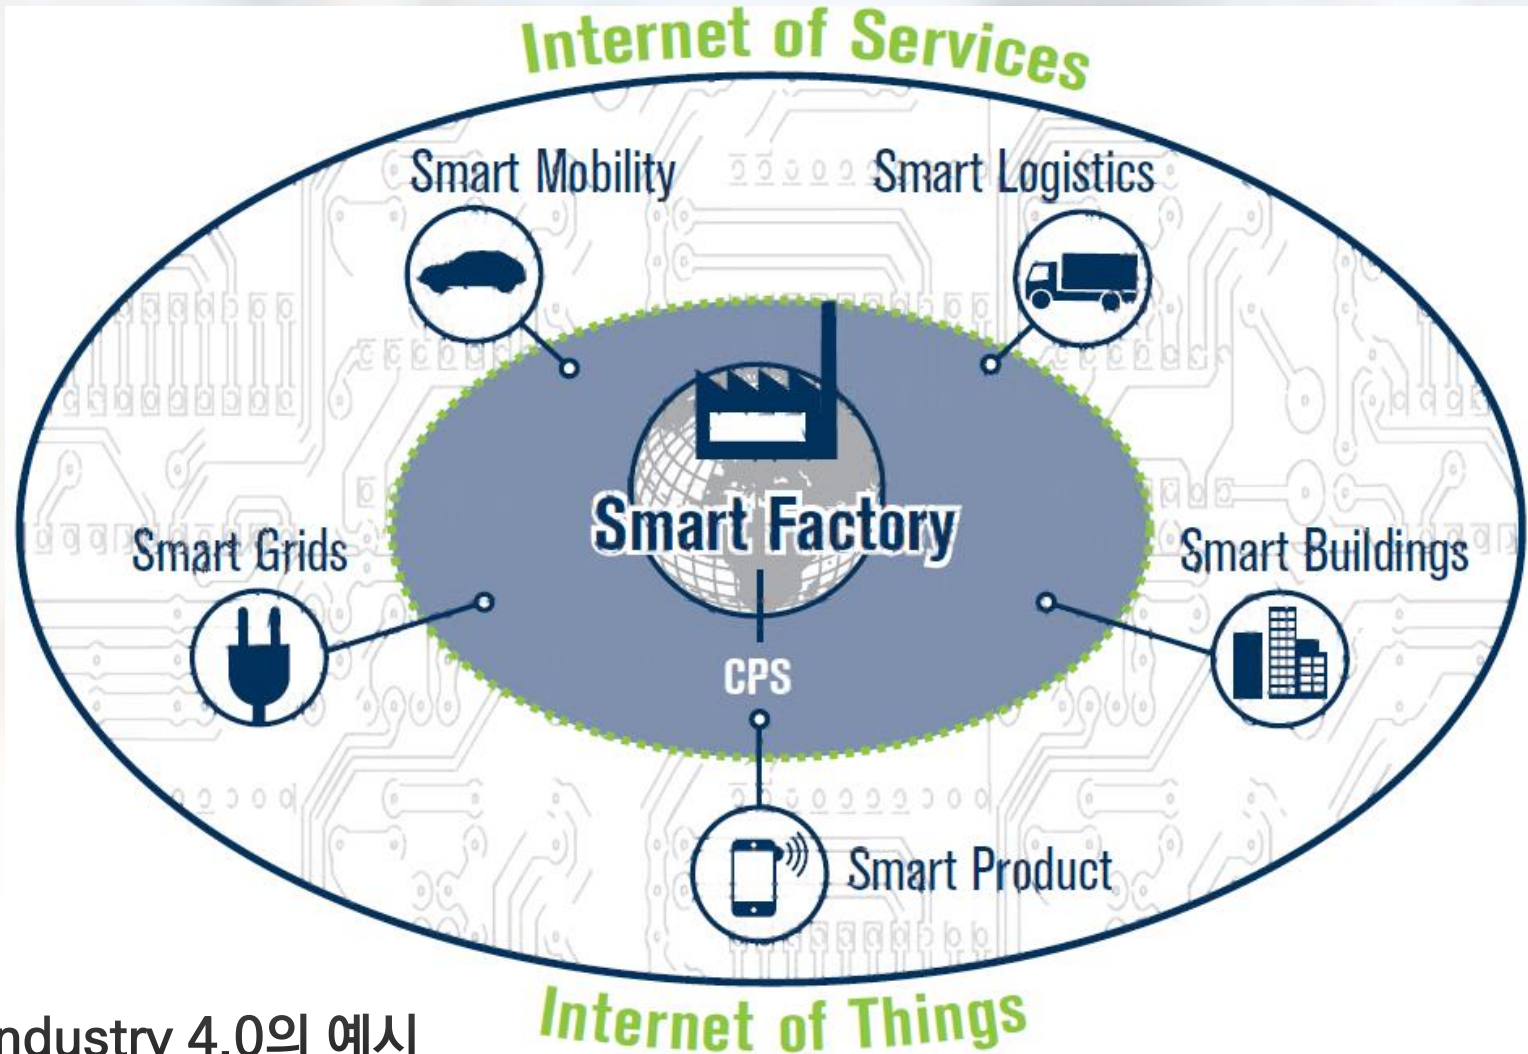 Internet of Services
Smart Mobility
Smart Logistics
Smart Factory
Smart Grids
Smart Buildings
CPS
Smart Product
Internet of Things
ndustry 4.0의 예시